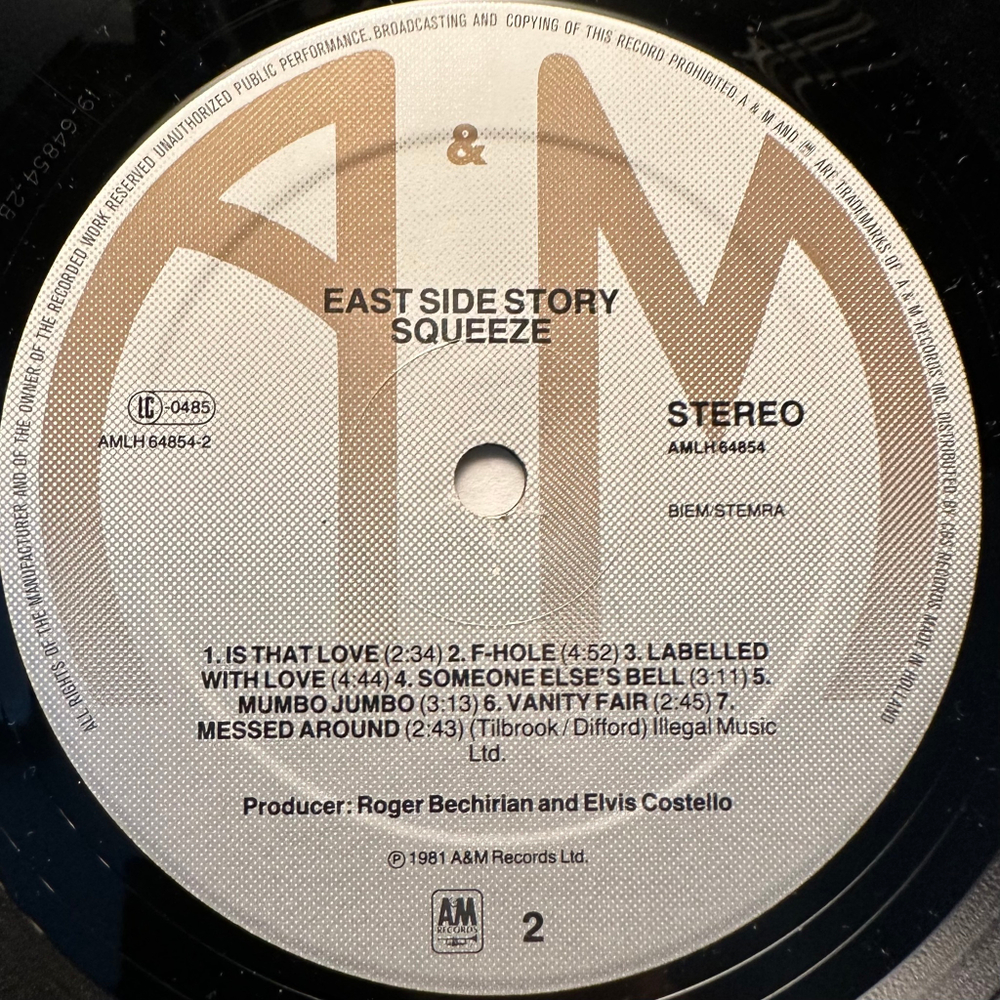 ALL RIGHTS OF THE MANUFACTURER AND OF THE OWNER OF THE RECORDED WORK RESERVED UNAUTHORIZED PUBLIC PERFORMANCE, BROADCASTING AND COPYING OF THIS RECORD PROHIBITED. A & M AND AM ARE TRADEMARKS OF A & M RECORDS INC. DISTRIBUTED BY CBS RECORDS MADE IN HOLLAND
A & M
EAST SIDE STORY
SQUEEZE
LC-0485
AMLH 64854-2
STEREO
AMLH 64854
BIEM/STEMRA
1. IS THAT LOVE (2:34) 2. F-HOLE (4:52) 3. LABELLED
WITH LOVE (4:44) 4. SOMEONE ELSE'S BELL (3:11) 5.
MUMBO JUMBO (3:13) 6. VANITY FAIR (2:45) 7.
MESSED AROUND (2:43) (Tilbrook / Difford) Illegal Music
Ltd.
Producer: Roger Bechirian and Elvis Costello
℗ 1981 A&M Records Ltd.
AM
RECORDS
2